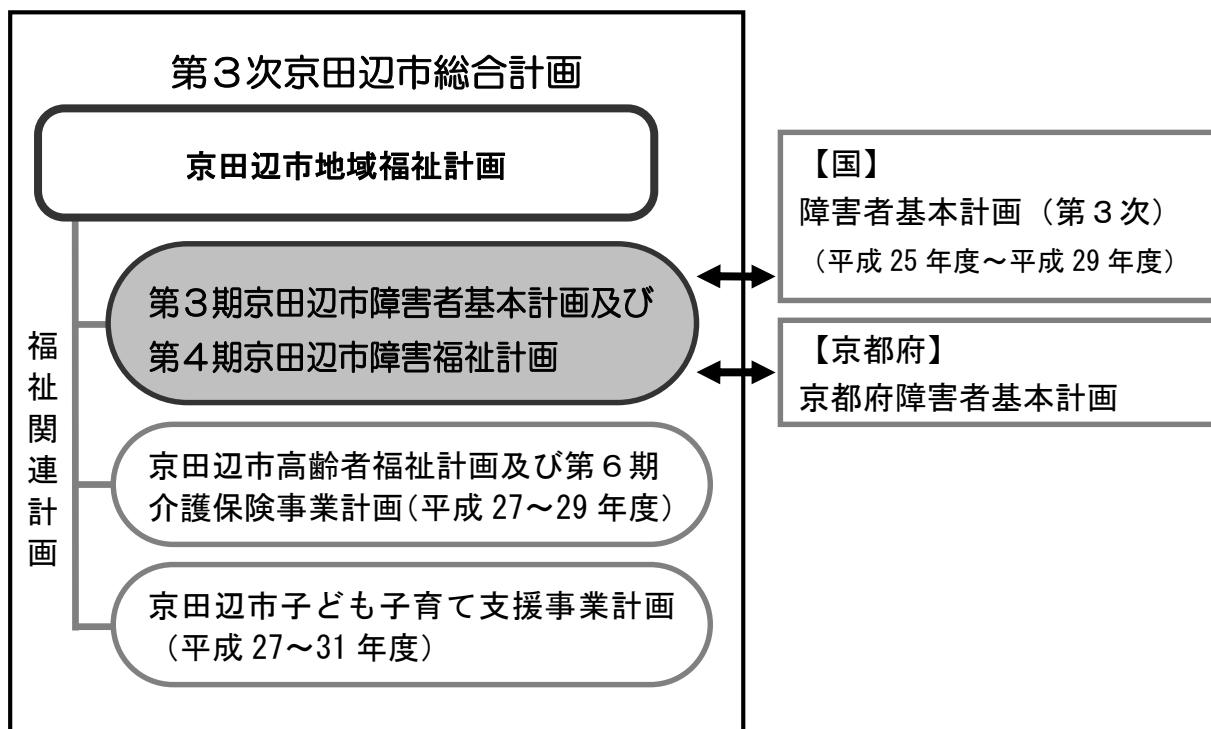 第３次京田辺市総合計画
京田辺市地域福祉計画
福祉関連計画
第３期京田辺市障害者基本計画及び
第４期京田辺市障害福祉計画
京田辺市高齢者福祉計画及び第６期
介護保険事業計画（平成 27～29 年度）
京田辺市子ども子育て支援事業計画
（平成 27～31 年度）
【国】
障害者基本計画（第３次）
（平成 25 年度～平成 29 年度）
【京都府】
京都府障害者基本計画